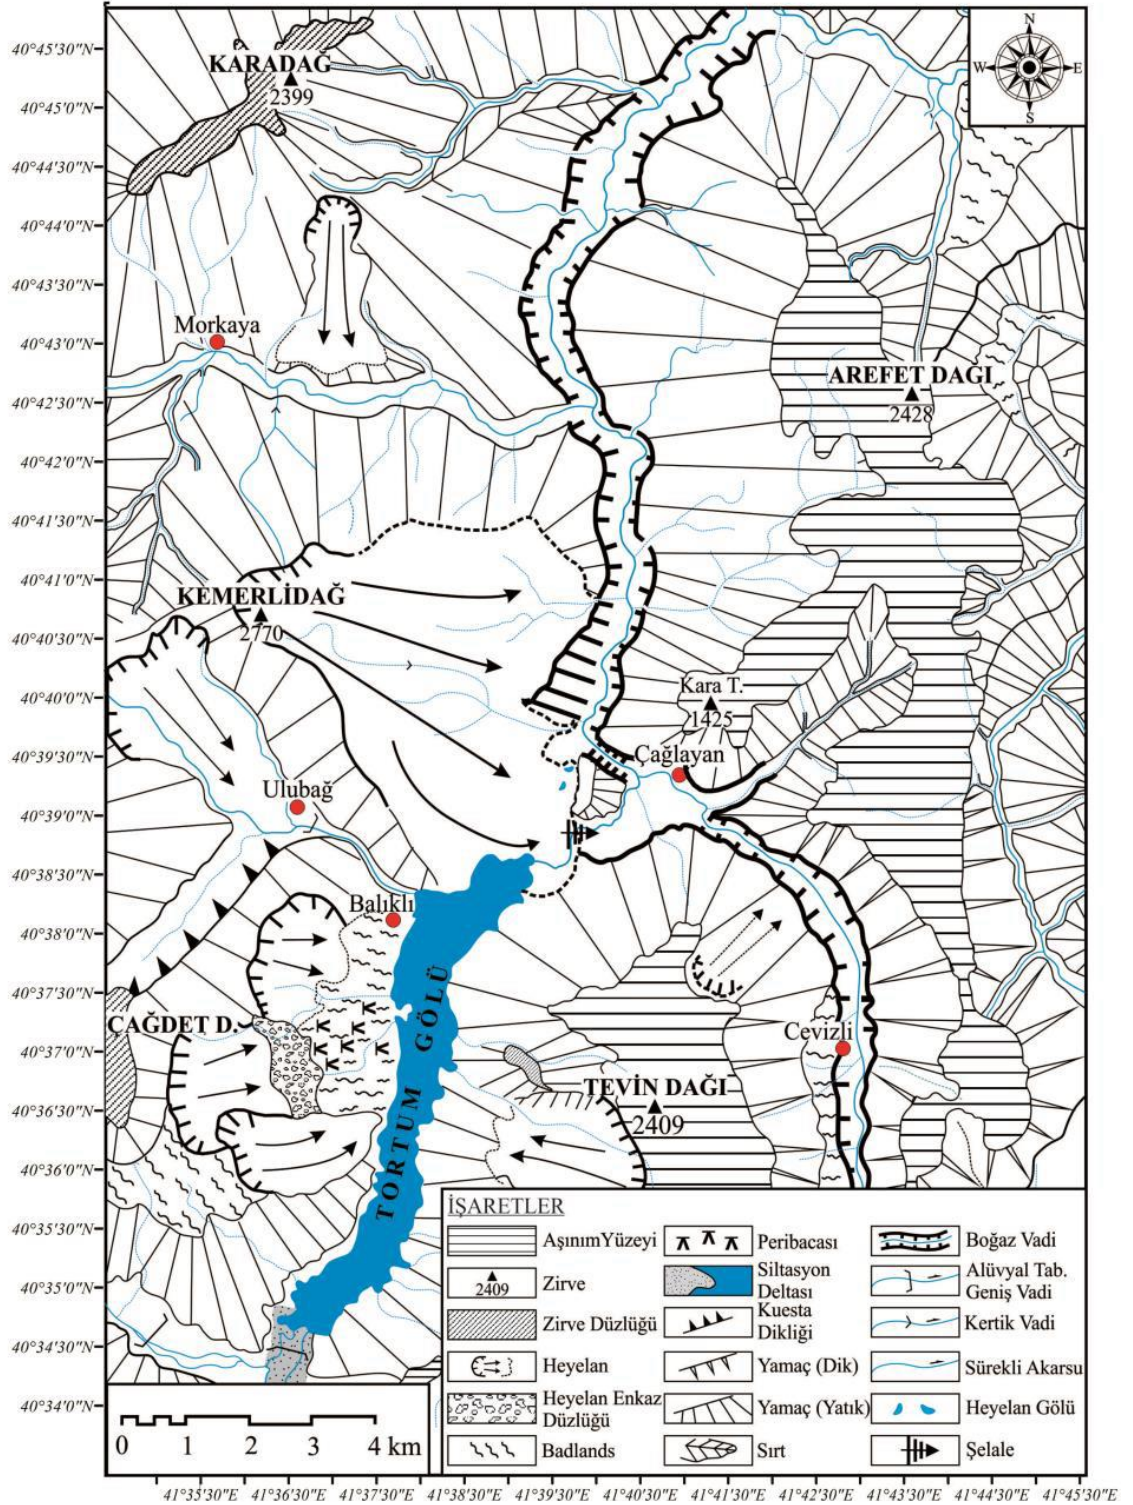 N
W
E
S
40°45'30"N
40°45'0"N
40°44'30"N
40°44'0"N
40°43'30"N
40°43'0"N
40°42'30"N
40°42'0"N
40°41'30"N
40°41'0"N
40°40'30"N
40°40'0"N
40°39'30"N
40°39'0"N
40°38'30"N
40°38'0"N
40°37'30"N
40°37'0"N
40°36'30"N
40°36'0"N
40°35'30"N
40°35'0"N
40°34'30"N
40°34'0"N
KARADAĞ
2399
Morkaya
AREFET DAĞI
2428
KEMERLİDAĞ
2770
Kara T.
1425
Çağlayan
Ulubağ
Balıklı
TORTUM GÖLÜ
ÇAĞDET D.
Cevizli
TEVİN DAĞI
2409
İŞARETLER
AşınımYüzeyi
2409
Zirve
Zirve Düzlüğü
Heyelan
Heyelan Enkaz
Düzlüğü
Badlands
Peribacası
Siltasyon
Deltası
Kuesta
Dikliği
Yamaç (Dik)
Yamaç (Yatık)
Sırt
Boğaz Vadi
Alüvyal Tab.
Geniş Vadi
Kertik Vadi
Sürekli Akarsu
Heyelan Gölü
Şelale
0 1 2 3 4 km
41°35'30"E 41°36'30"E 41°37'30"E 41°38'30"E 41°39'30"E 41°40'30"E 41°41'30"E 41°42'30"E 41°43'30"E 41°44'30"E 41°45'30"E